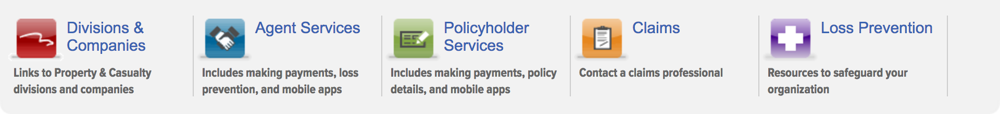 Divisions &
Companies
Links to Property & Casualty
divisions and companies
Agent Services
Includes making payments, loss
prevention, and mobile apps
Policyholder
Services
Includes making payments, policy
details, and mobile apps
Claims
Contact a claims professional
Loss Prevention
Resources to safeguard your
organization